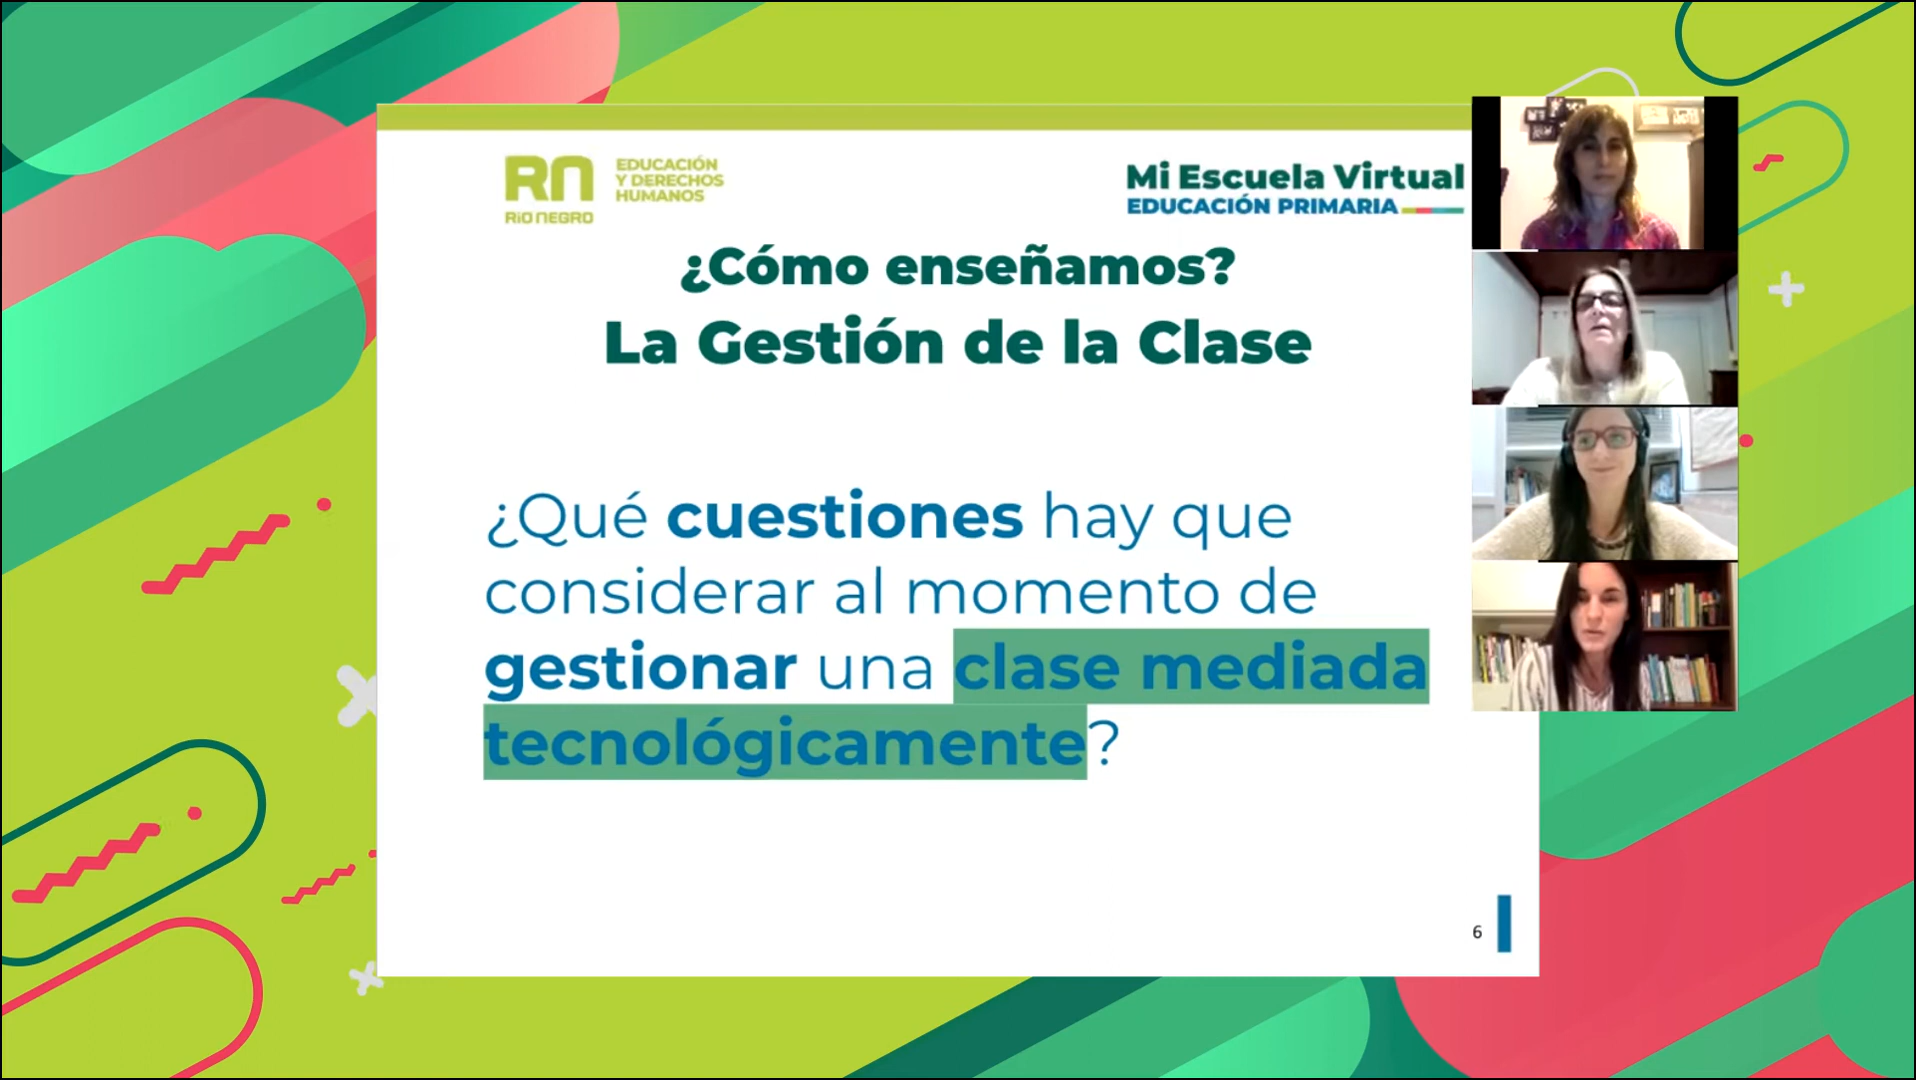 RN
RÍO NEGRO
EDUCACIÓN
Y DERECHOS
HUMANOS
Mi Escuela Virtual
EDUCACIÓN PRIMARIA
¿Cómo enseñamos?
La Gestión de la Clase
¿Qué cuestiones hay que
considerar al momento de
gestionar una clase mediada
tecnológicamente?
6